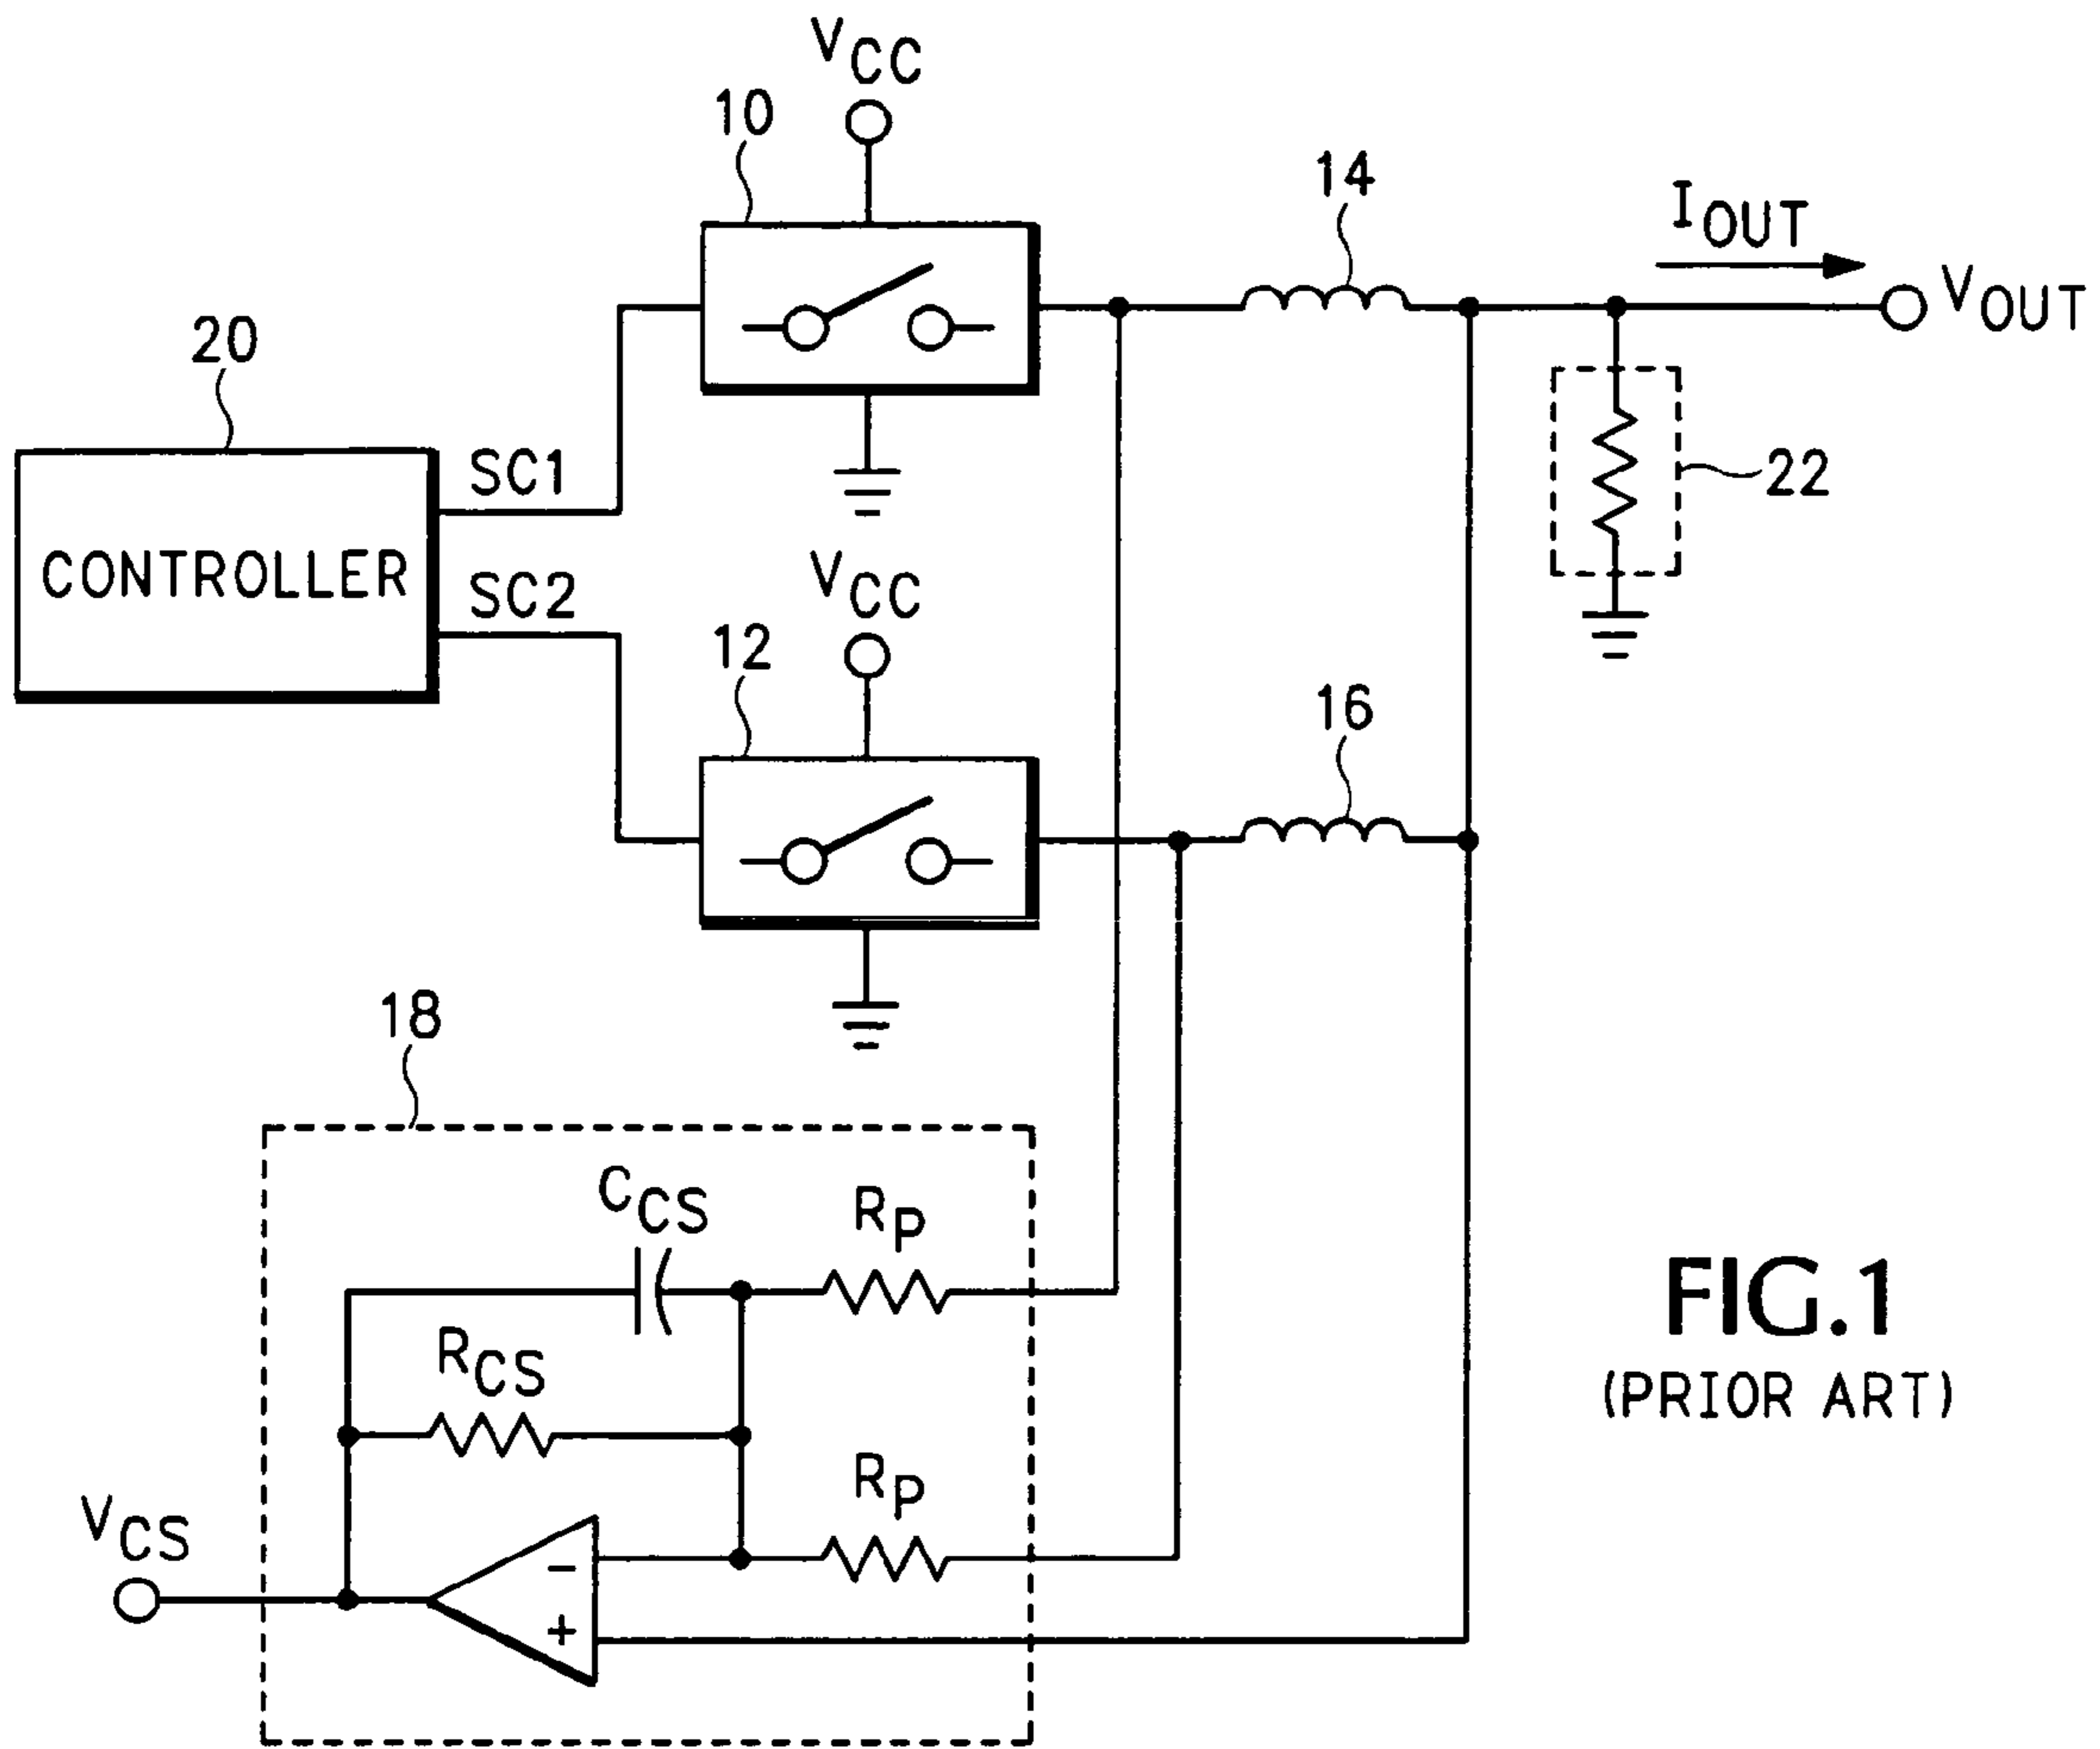 VCC
10
14
IOUT
VOUT
20
SC1
CONTROLLER
SC2
22
VCC
12
16
18
CCS
RP
RCS
RP
VCS
−
+
FIG.1
(PRIOR ART)